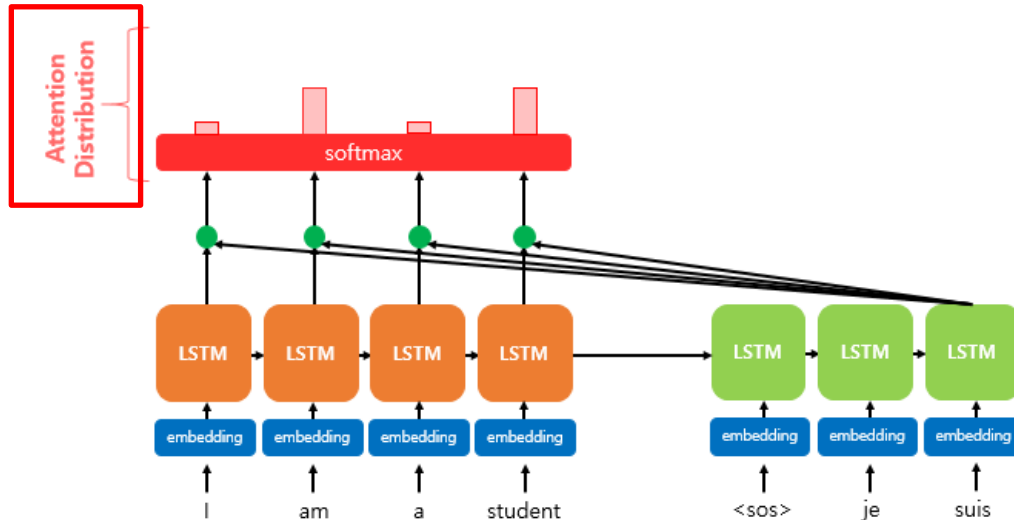 Attention
Distribution
softmax
LSTM LSTM LSTM LSTM LSTM LSTM LSTM
embedding embedding embedding embedding embedding embedding embedding
I am a student <sos> je suis